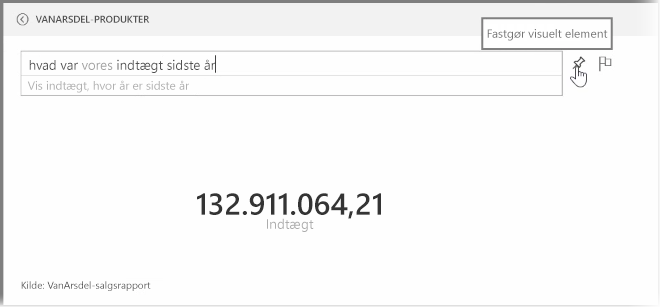 VANARSDEL-PRODUKTER
Fastgør visuelt element
hvad var vores indtægt sidste år
Vis indtægt, hvor år er sidste år
132.911.064,21
Indtægt
Kilde: VanArsdel-salgsrapport